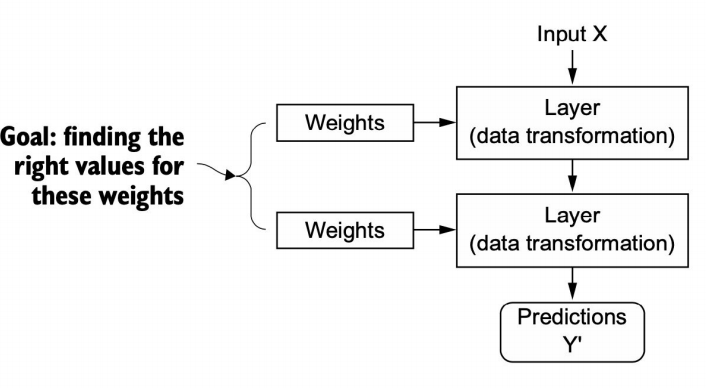 Input X
Goal: finding the
right values for
these weights
Weights
Layer
(data transformation)
Weights
Layer
(data transformation)
Predictions
Y'